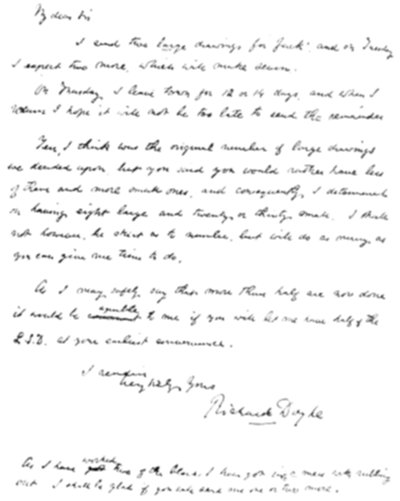 My dear Sir
I send two large drawings for "Jack", and on Tuesday
I expect two more, which will make seven.
On Thursday I leave town for 12 or 14 days, and when I
return I hope it will not be too late to send the remainder
Ten, I think was the original number of large drawings
we decided upon, but you said you would rather have less
of them and more small ones, and consequently I determined
on having eight large and twenty or thirty small. I shall
not however, be strict as to number, but will do as many as
you can give me time to do.
As I may safely say that more than half are now done
it would be agreeable to me if you will let me have half of the
L.S.D. at your earliest convenience.
I remain
very truly yours
Richard Doyle
As I have worked two of the blocks I have got with rubbing
out I shall be glad if you will send me one or two more.